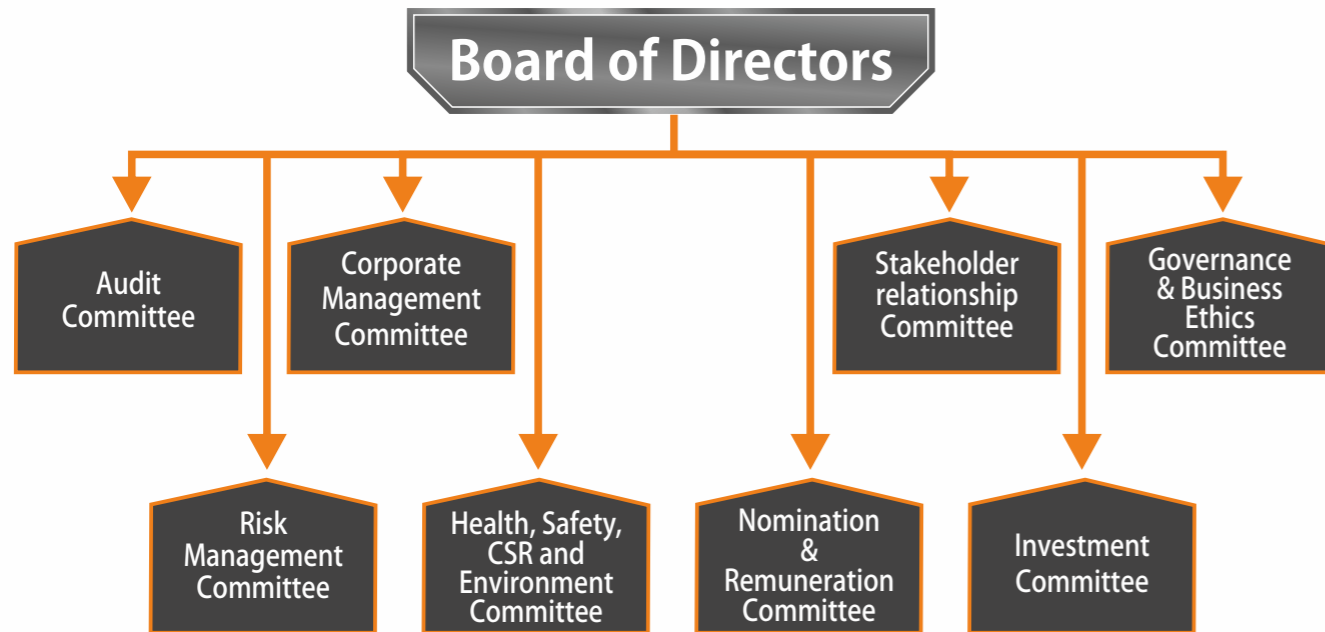 Board of Directors
Audit
Committee
Corporate
Management
Committee
Stakeholder
relationship
Committee
Governance
& Business
Ethics
Committee
Risk
Management
Committee
Health, Safety,
CSR and
Environment
Committee
Nomination
&
Remuneration
Committee
Investment
Committee